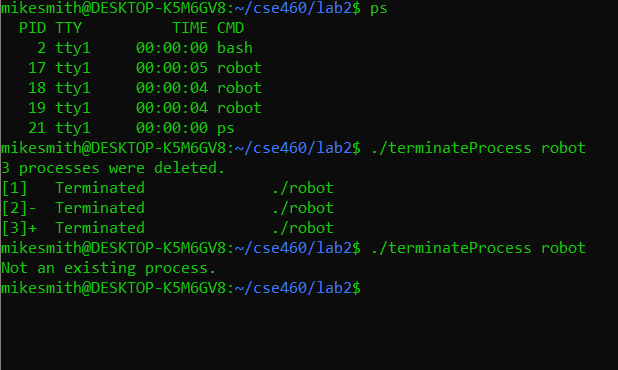 mikesmith@DESKTOP-K5M6GV8:~/cse460/lab2$ ps
  PID TTY          TIME CMD
    2 tty1     00:00:00 bash
   17 tty1     00:00:05 robot
   18 tty1     00:00:04 robot
   19 tty1     00:00:04 robot
   21 tty1     00:00:00 ps
mikesmith@DESKTOP-K5M6GV8:~/cse460/lab2$ ./terminateProcess robot
3 processes were deleted.
[1]   Terminated              ./robot
[2]-  Terminated              ./robot
[3]+  Terminated              ./robot
mikesmith@DESKTOP-K5M6GV8:~/cse460/lab2$ ./terminateProcess robot
Not an existing process.
mikesmith@DESKTOP-K5M6GV8:~/cse460/lab2$